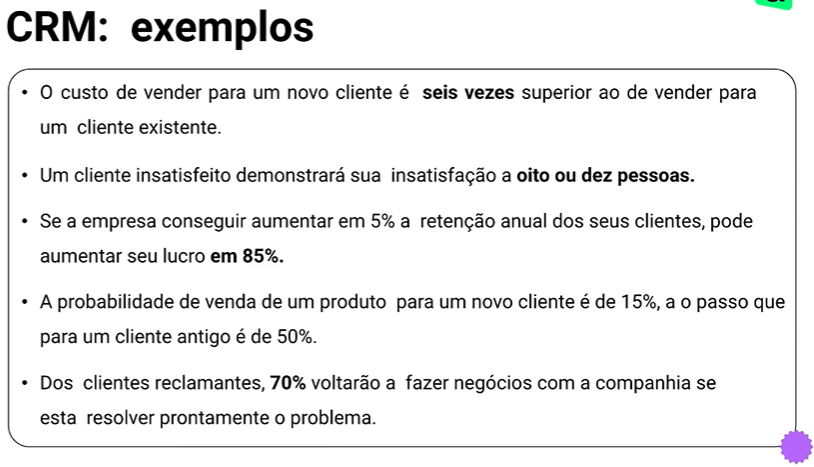 CRM: exemplos
• O custo de vender para um novo cliente é seis vezes superior ao de vender para
um cliente existente.
• Um cliente insatisfeito demonstrará sua insatisfação a oito ou dez pessoas.
• Se a empresa conseguir aumentar em 5% a retenção anual dos seus clientes, pode
aumentar seu lucro em 85%.
• A probabilidade de venda de um produto para um novo cliente é de 15%, a o passo que
para um cliente antigo é de 50%.
• Dos clientes reclamantes, 70% voltarão a fazer negócios com a companhia se
esta resolver prontamente o problema.